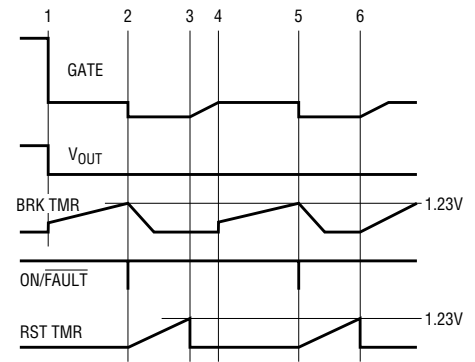 1 2 3 4 5 6
GATE
VOUT
BRK TMR
1.23V
ON/FAULT
1.23V
RST TMR